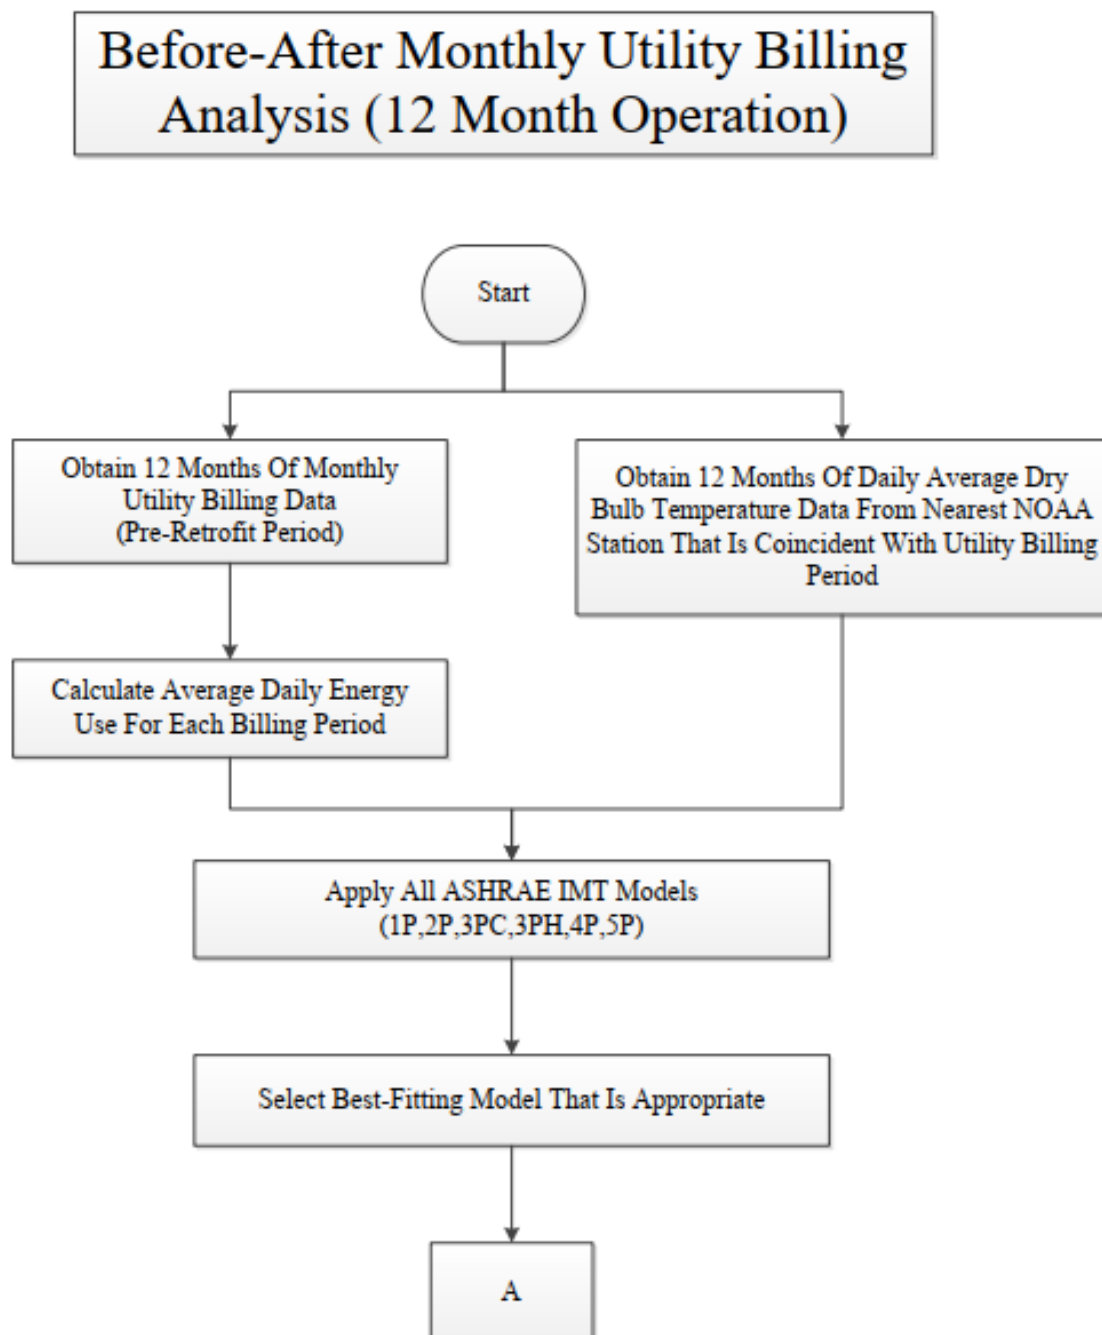 Before-After Monthly Utility Billing
Analysis (12 Month Operation)
Start
Obtain 12 Months Of Monthly
Utility Billing Data
(Pre-Retrofit Period)
Obtain 12 Months Of Daily Average Dry
Bulb Temperature Data From Nearest NOAA
Station That Is Coincident With Utility Billing
Period
Calculate Average Daily Energy
Use For Each Billing Period
Apply All ASHRAE IMT Models
(1P,2P,3PC,3PH,4P,5P)
Select Best-Fitting Model That Is Appropriate
A